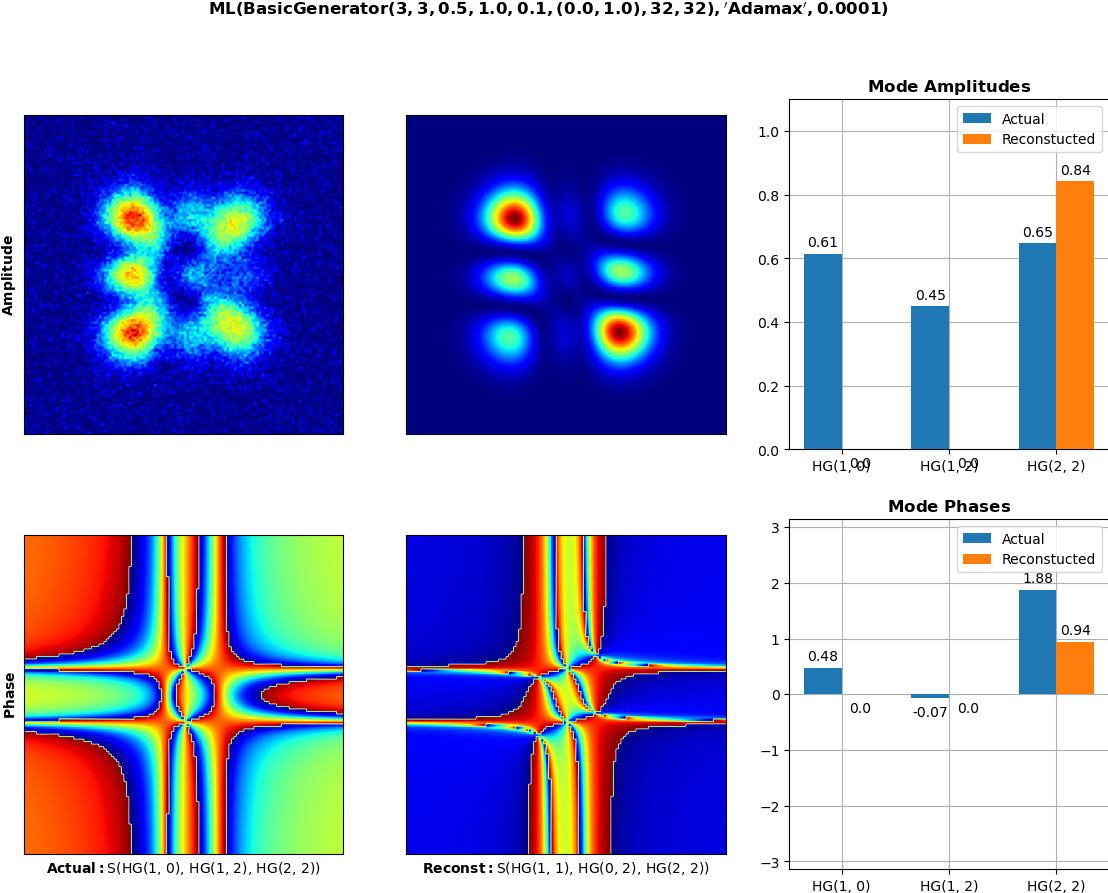 ML(BasicGenerator(3, 3, 0.5, 1.0, 0.1, (0.0, 1.0), 32, 32), 'Adamax', 0.0001)
Amplitude
Mode Amplitudes
Actual
Reconstucted
1.0
0.8
0.6
0.4
0.2
0.0
0.61
0.0
0.45
0.0
0.65
0.84
HG(1, 0)
HG(1, 2)
HG(2, 2)
Phase
Actual: S(HG(1, 0), HG(1, 2), HG(2, 2))
Reconst: S(HG(1, 1), HG(0, 2), HG(2, 2))
Mode Phases
Actual
Reconstucted
3
2
1
0
−1
−2
−3
0.48
0.0
-0.07
0.0
1.88
0.94
HG(1, 0)
HG(1, 2)
HG(2, 2)